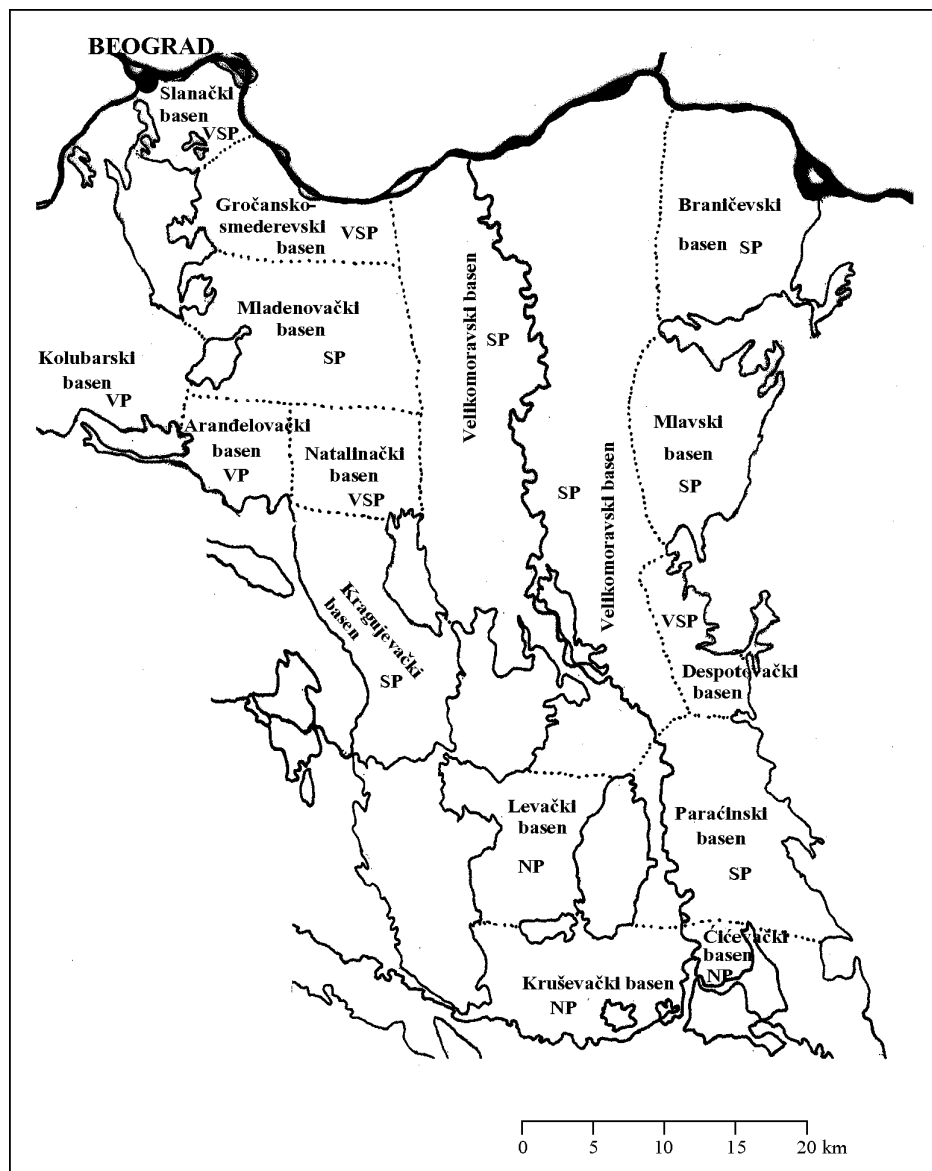 BEOGRAD
Slanački
basen
VSP
Gročansko-
smederevski
basen
VSP
Braničevski
basen
SP
Velikomoravski basen
SP
Mladenovački
basen
SP
Kolubarski
basen
VP
Aranđelovački
basen
VP
Natalinački
basen
VSP
Mlavski
basen
SP
SP
Velikomoravski basen
Kragujevački
basen
SP
VSP
Despotovački
basen
Levački
basen
NP
Paraćinski
basen
SP
Ćićevački
basen
NP
Kruševački basen
NP
0 5 10 15 20 km